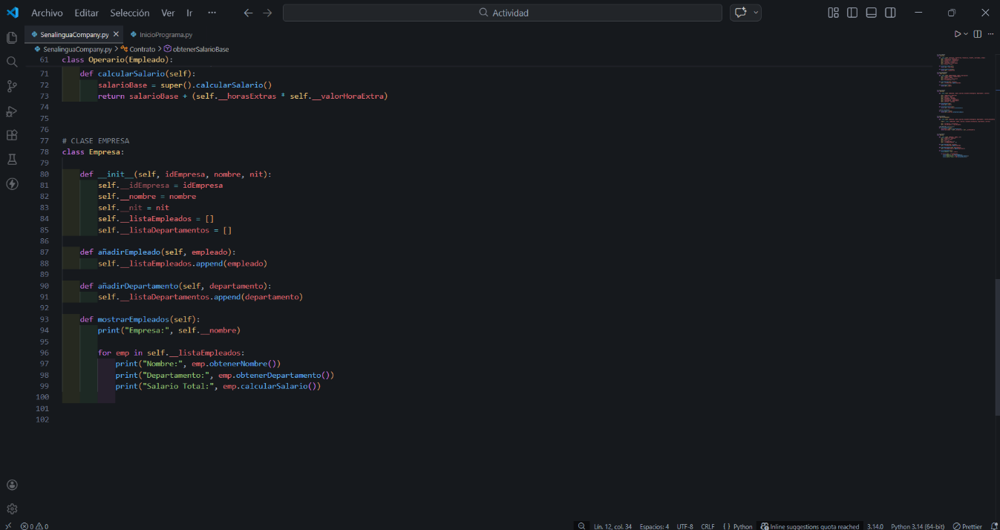 Archivo Editar Selección Ver Ir ··· Actividad
SenalinguaCompany.py InicioPrograma.py
SenalinguaCompany.py > Contrato > obtenerSalarioBase
61 class Operario(Empleado):
71 def calcularSalario(self):
72 salarioBase = super().calcularSalario()
73 return salarioBase + (self.__horasExtras * self.__valorHoraExtra)
74
75
76
77 # CLASE EMPRESA
78 class Empresa:
79
80 def __init__(self, idEmpresa, nombre, nit):
81 self.__idEmpresa = idEmpresa
82 self.__nombre = nombre
83 self.__nit = nit
84 self.__listaEmpleados = []
85 self.__listaDepartamentos = []
86
87 def añadirEmpleado(self, empleado):
88 self.__listaEmpleados.append(empleado)
89
90 def añadirDepartamento(self, departamento):
91 self.__listaDepartamentos.append(departamento)
92
93 def mostrarEmpleados(self):
94 print("Empresa:", self.__nombre)
95
96 for emp in self.__listaEmpleados:
97 print("Nombre:", emp.obtenerNombre())
98 print("Departamento:", emp.obtenerDepartamento())
99 print("Salario Total:", emp.calcularSalario())
100
101
102
0 0 Lín. 12, col. 34 Espacios: 4 UTF-8 CRLF { } Python Inline suggestions quota reached 3.14.0 Python 3.14 (64-bit) Prettier